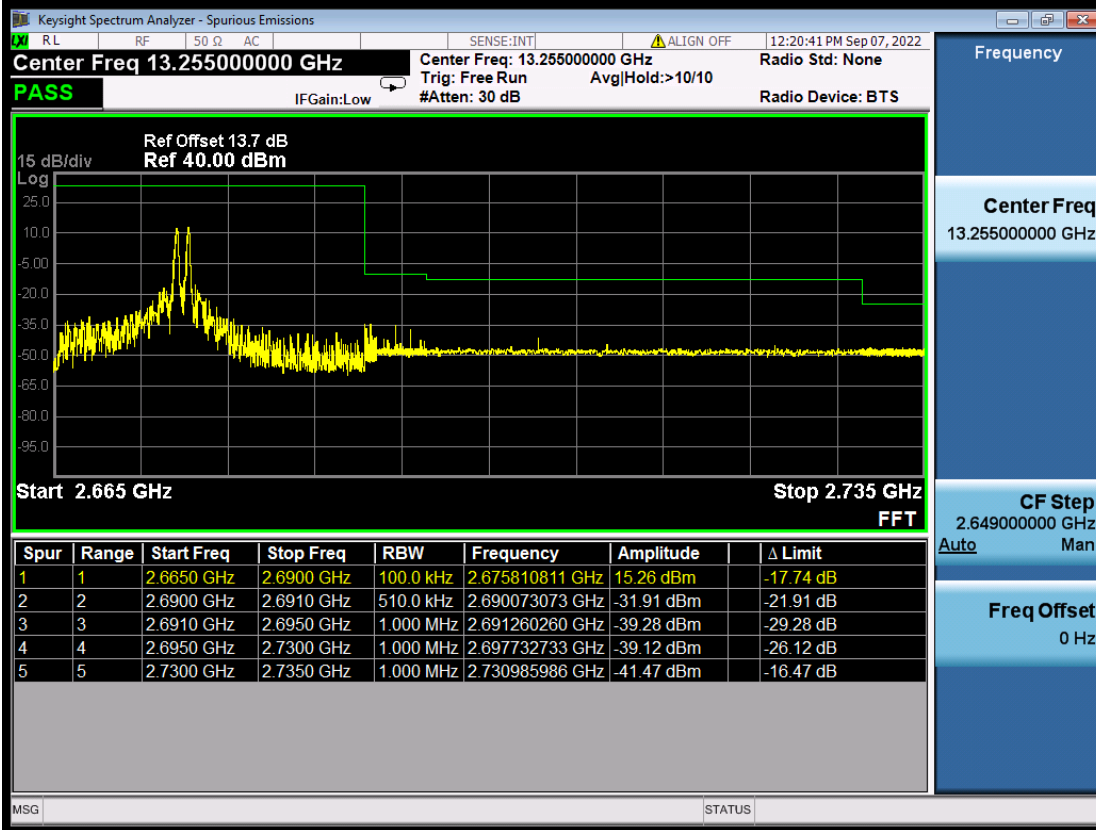 Keysight Spectrum Analyzer - Spurious Emissions
LXI RL RF 50 Ω AC SENSE:INT ALIGN OFF 12:20:41 PM Sep 07, 2022
Center Freq 13.255000000 GHz Center Freq: 13.255000000 GHz Radio Std: None
Trig: Free Run Avg|Hold:>10/10
PASS IFGain:Low #Atten: 30 dB Radio Device: BTS
Frequency
Ref Offset 13.7 dB
15 dB/div Ref 40.00 dBm
Log
25.0
10.0
-5.00
-20.0
-35.0
-50.0
-65.0
-80.0
-95.0
Start 2.665 GHz Stop 2.735 GHz
FFT
Center Freq
13.255000000 GHz
CF Step
2.649000000 GHz
Auto Man
Freq Offset
0 Hz
Spur Range Start Freq Stop Freq RBW Frequency Amplitude Δ Limit
1 1 2.6650 GHz 2.6900 GHz 100.0 kHz 2.675810811 GHz 15.26 dBm -17.74 dB
2 2 2.6900 GHz 2.6910 GHz 510.0 kHz 2.690073073 GHz -31.91 dBm -21.91 dB
3 3 2.6910 GHz 2.6950 GHz 1.000 MHz 2.691260260 GHz -39.28 dBm -29.28 dB
4 4 2.6950 GHz 2.7300 GHz 1.000 MHz 2.697732733 GHz -39.12 dBm -26.12 dB
5 5 2.7300 GHz 2.7350 GHz 1.000 MHz 2.730985986 GHz -41.47 dBm -16.47 dB
MSG STATUS